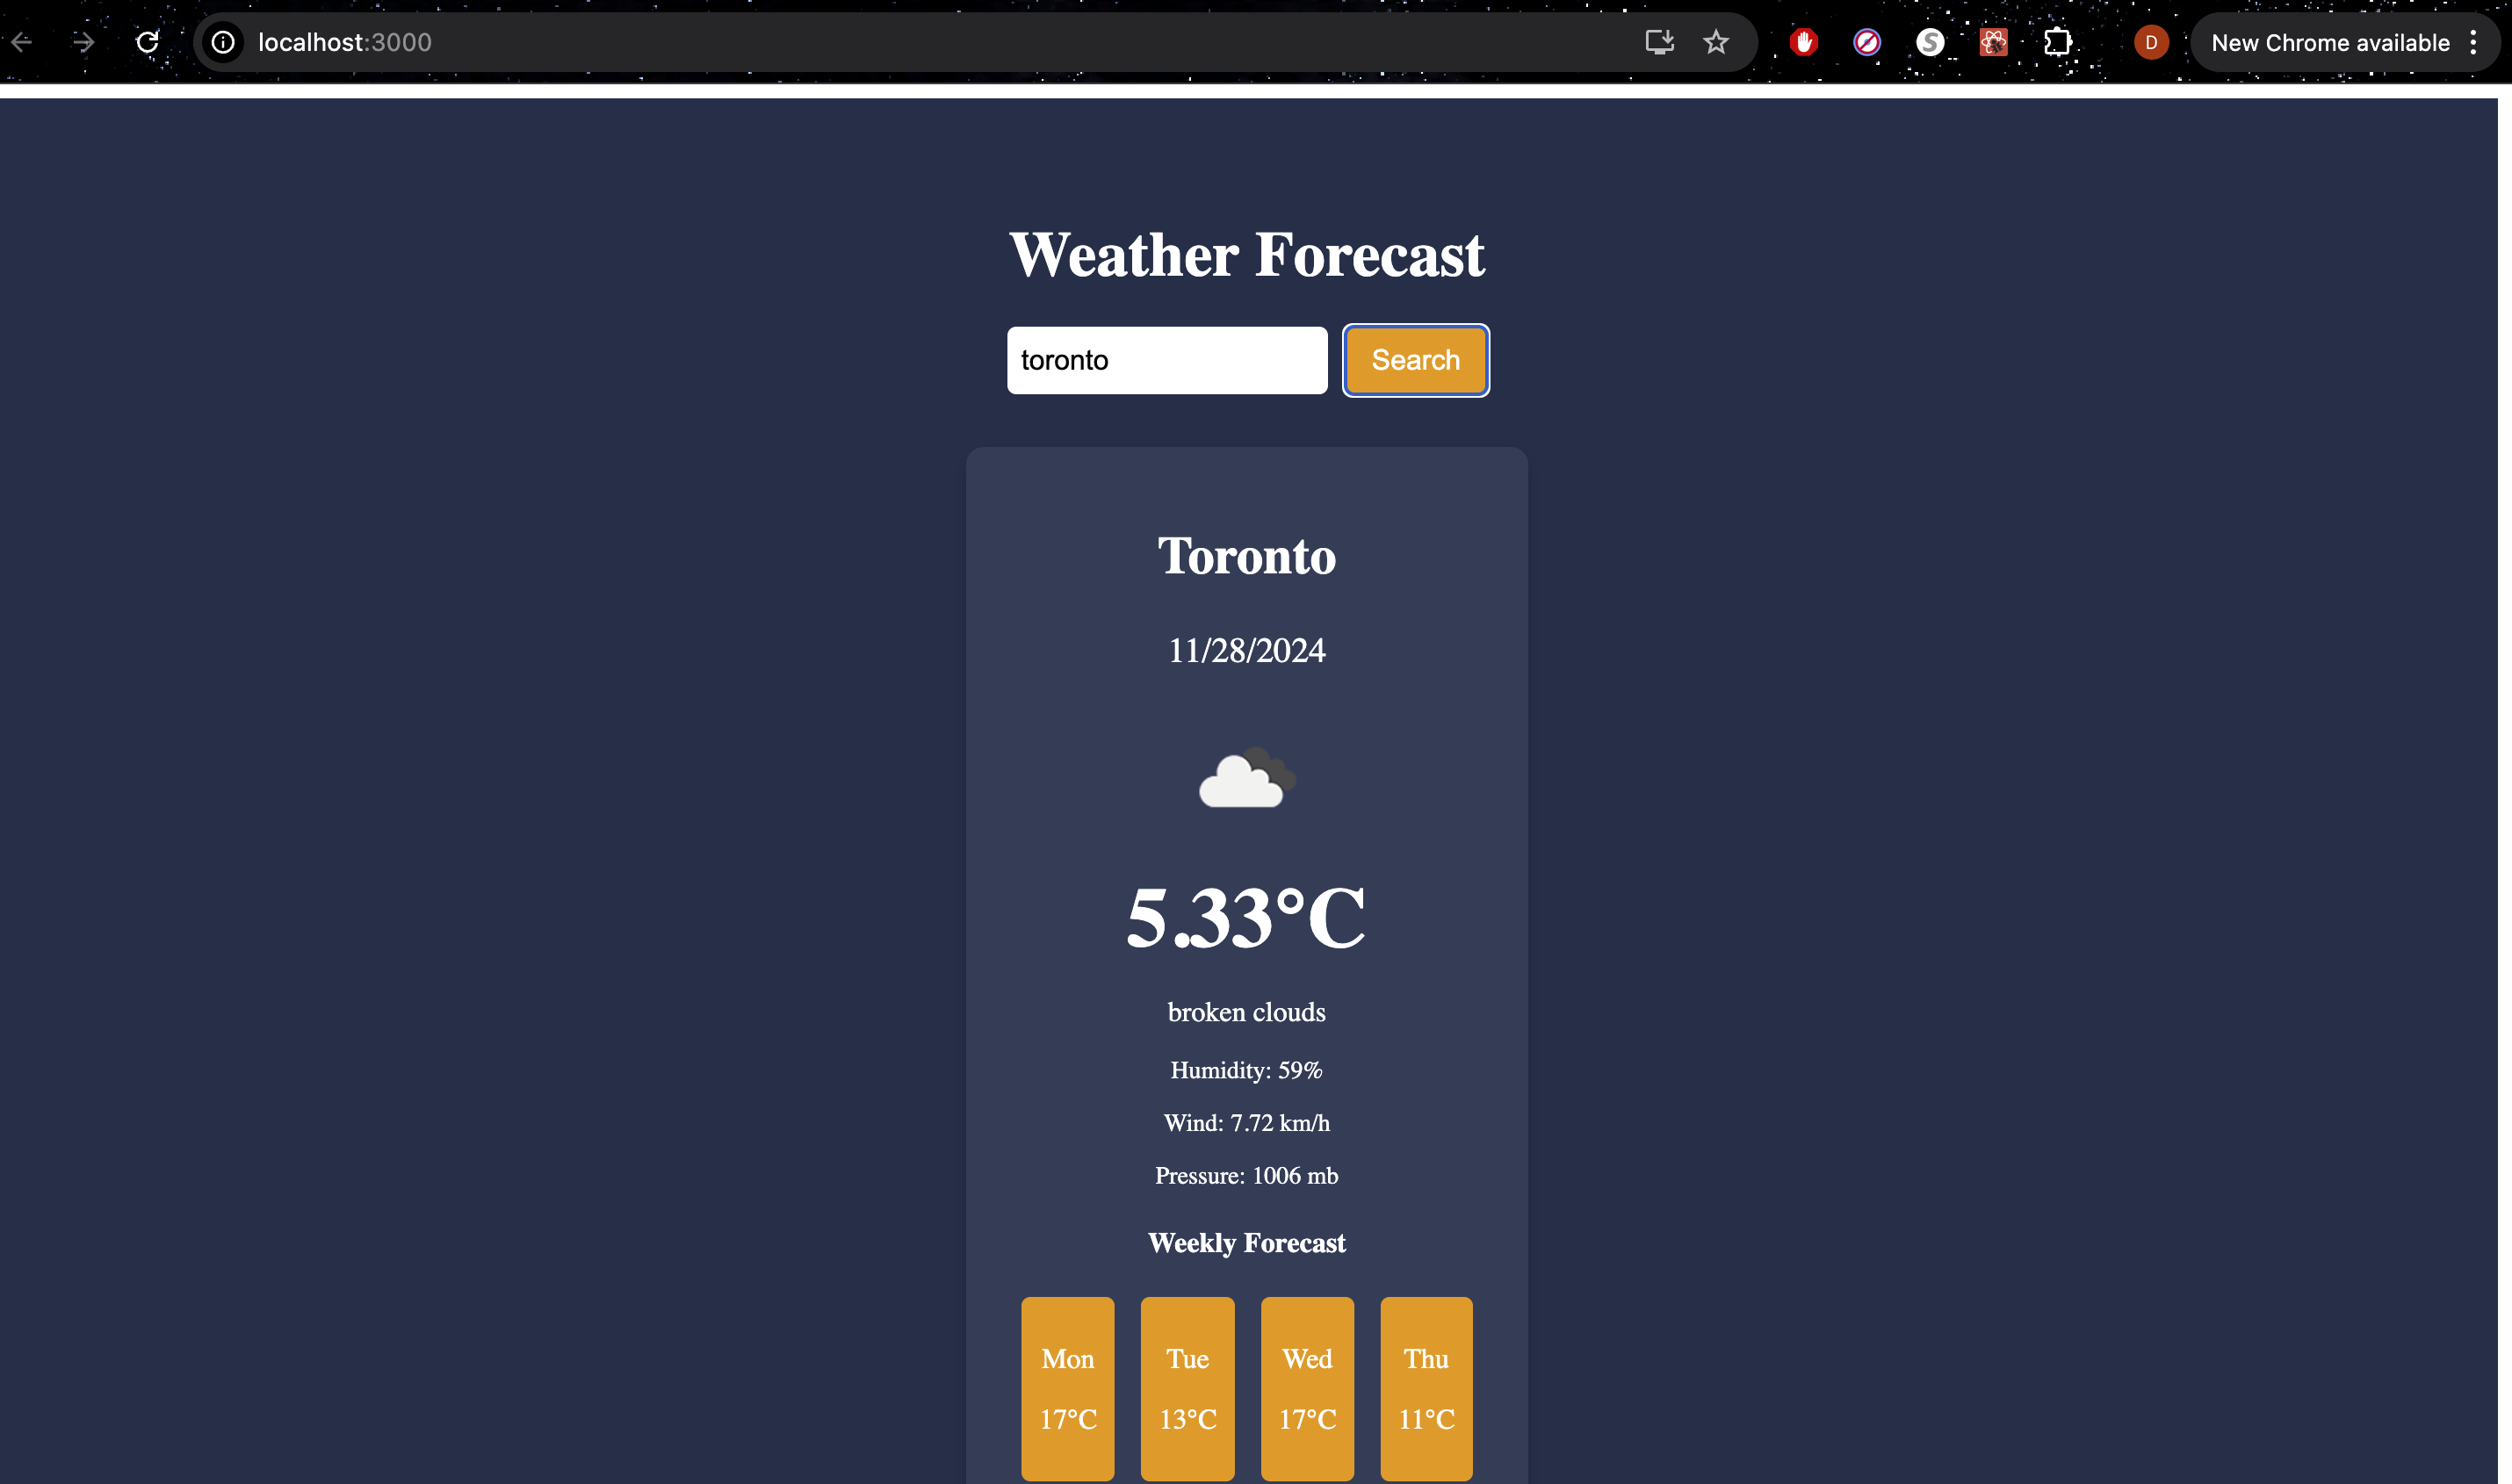 localhost:3000
D
New Chrome available
Weather Forecast
toronto
Search
Toronto
11/28/2024
5.33°C
broken clouds
Humidity: 59%
Wind: 7.72 km/h
Pressure: 1006 mb
Weekly Forecast
Mon Tue Wed Thu
17°C 13°C 17°C 11°C